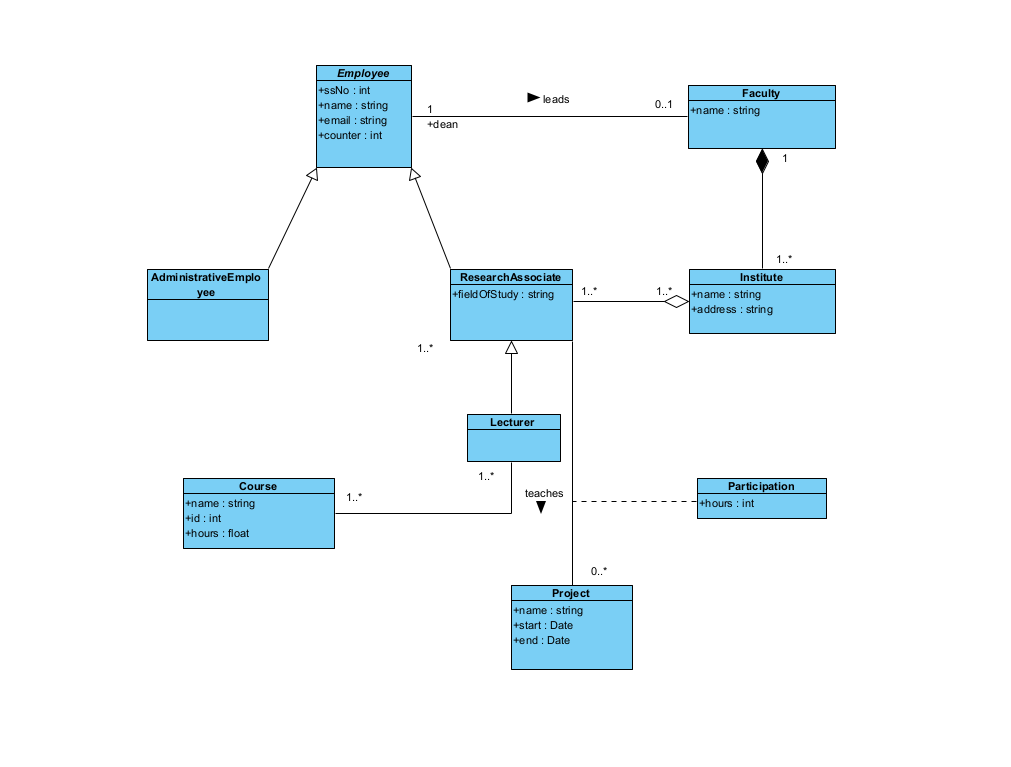 Employee
+ssNo : int
+name : string
+email : string
+counter : int
1
+dean
leads
0..1
Faculty
+name : string
1
1..*
AdministrativeEmplo
yee
ResearchAssociate
+fieldOfStudy : string
1..*
1..*
Institute
+name : string
+address : string
1..*
Lecturer
1..*
teaches
Course
+name : string
+id : int
+hours : float
1..*
Participation
+hours : int
0..*
Project
+name : string
+start : Date
+end : Date